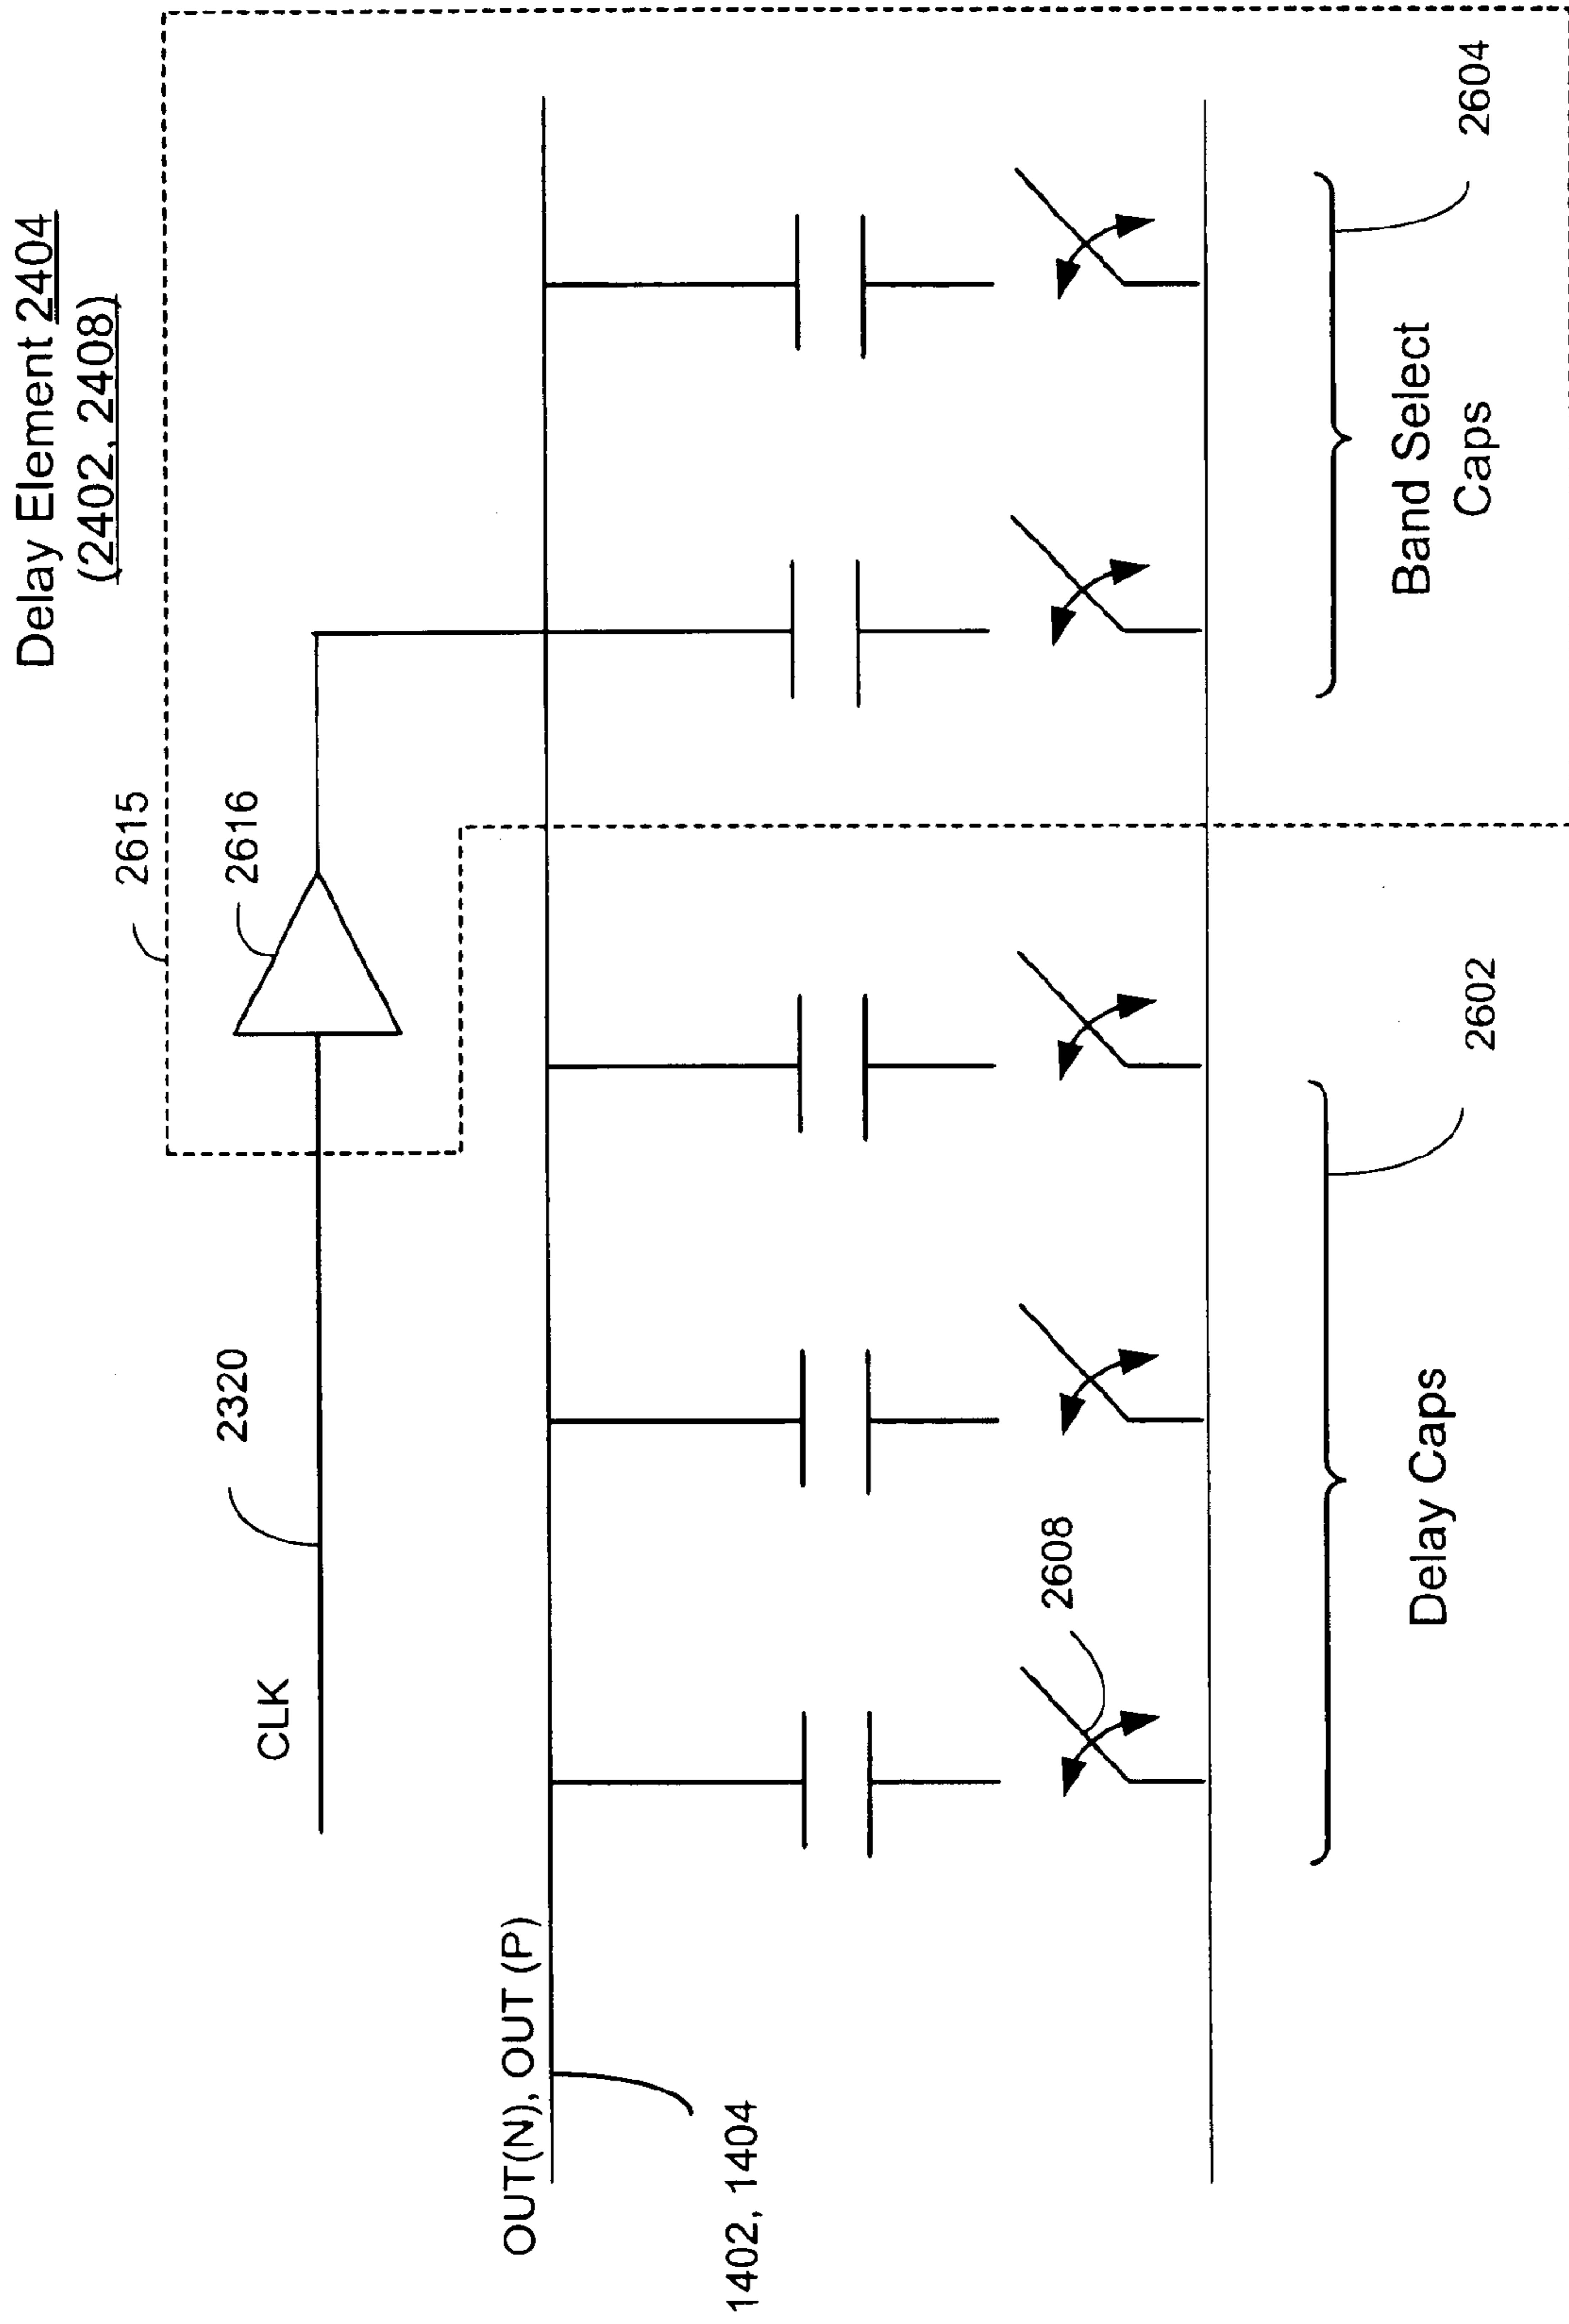 Delay Element 2404
(2402, 2408)
2615
2616
2320
CLK
OUT(N), OUT (P)
1402, 1404
2608
Delay Caps
2602
Band Select
Caps
2604